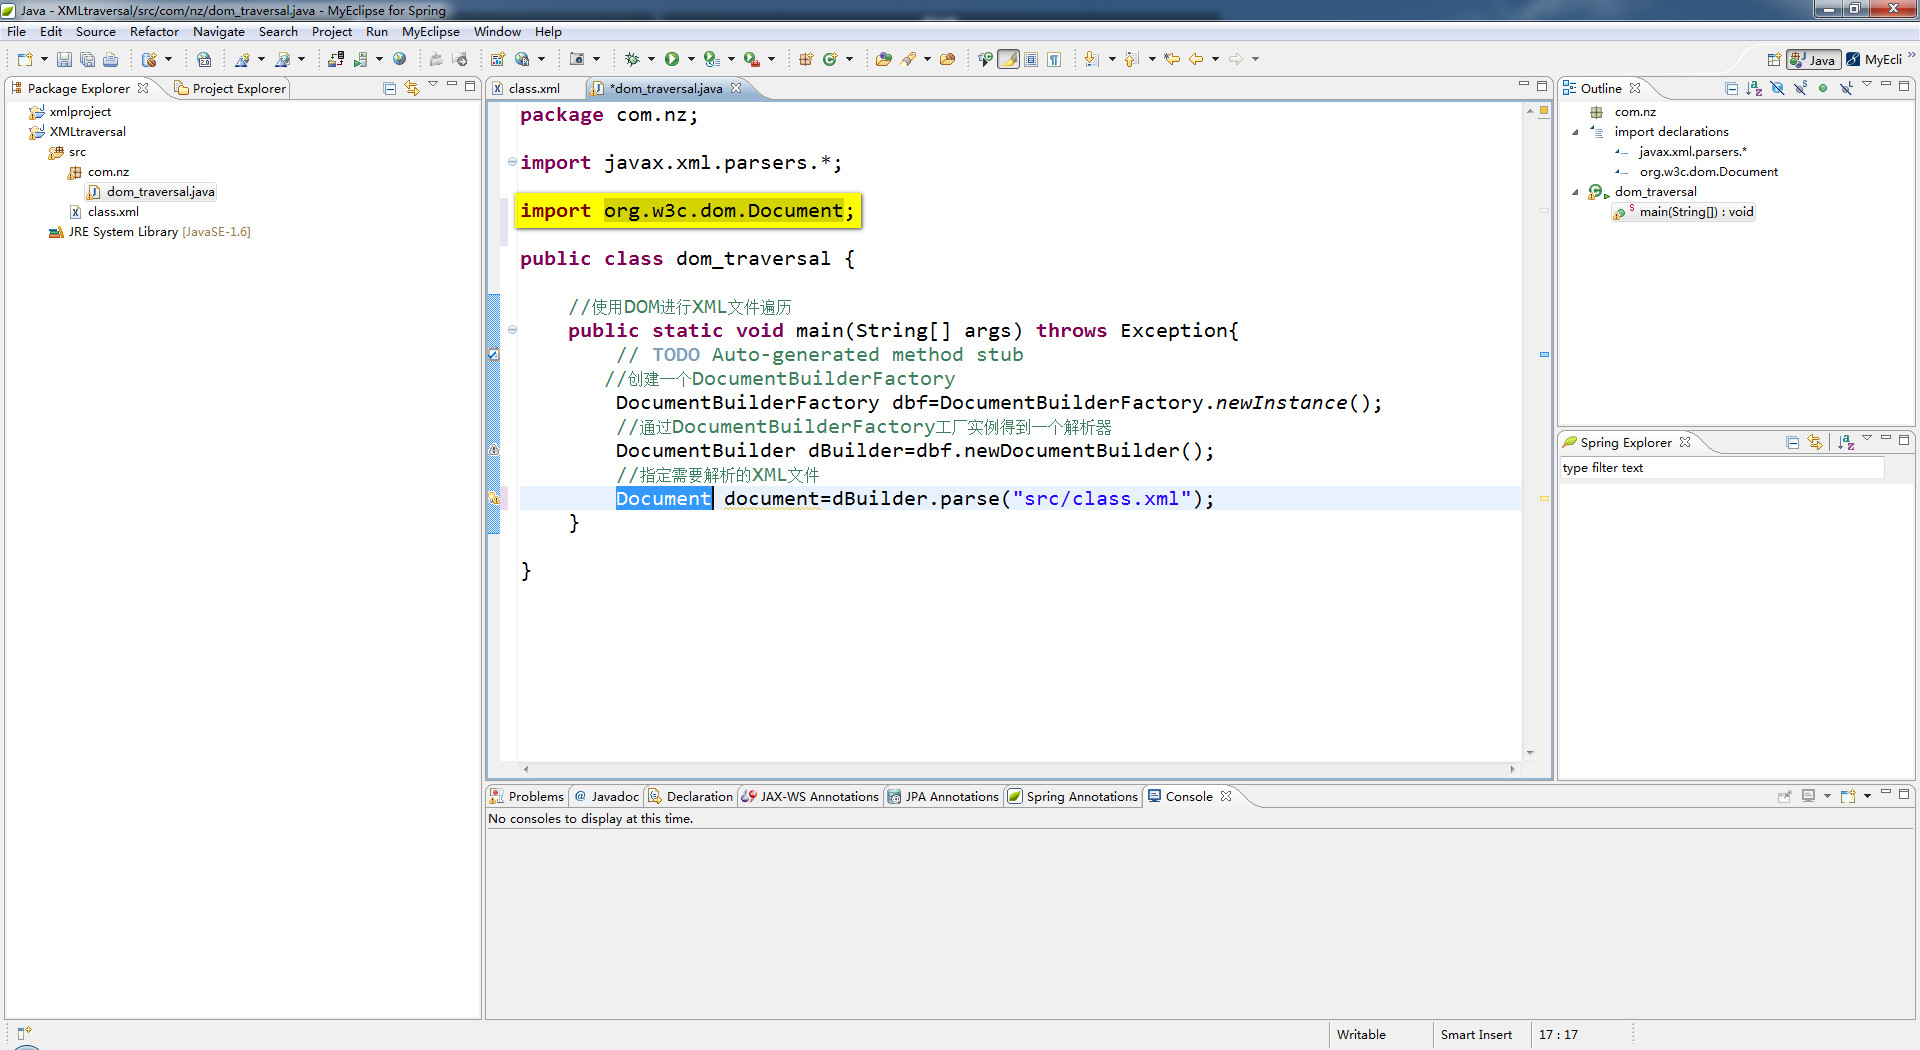 Java - XMLtraversal/src/com/nz/dom_traversal.java - MyEclipse for Spring
File Edit Source Refactor Navigate Search Project Run MyEclipse Window Help
Java MyEcli
Package Explorer Project Explorer
xmlproject
XMLtraversal
src
com.nz
dom_traversal.java
class.xml
JRE System Library [JavaSE-1.6]
class.xml *dom_traversal.java
package com.nz;
import javax.xml.parsers.*;
import org.w3c.dom.Document;
public class dom_traversal {
//使用DOM进行XML文件遍历
public static void main(String[] args) throws Exception{
// TODO Auto-generated method stub
//创建一个DocumentBuilderFactory
DocumentBuilderFactory dbf=DocumentBuilderFactory.newInstance();
//通过DocumentBuilderFactory工厂实例得到一个解析器
DocumentBuilder dBuilder=dbf.newDocumentBuilder();
//指定需要解析的XML文件
Document document=dBuilder.parse("src/class.xml");
}
}
Outline
com.nz
import declarations
javax.xml.parsers.*
org.w3c.dom.Document
dom_traversal
main(String[]) : void
Spring Explorer
type filter text
Problems @ Javadoc Declaration JAX-WS Annotations JPA Annotations Spring Annotations Console
No consoles to display at this time.
Writable Smart Insert 17 : 17